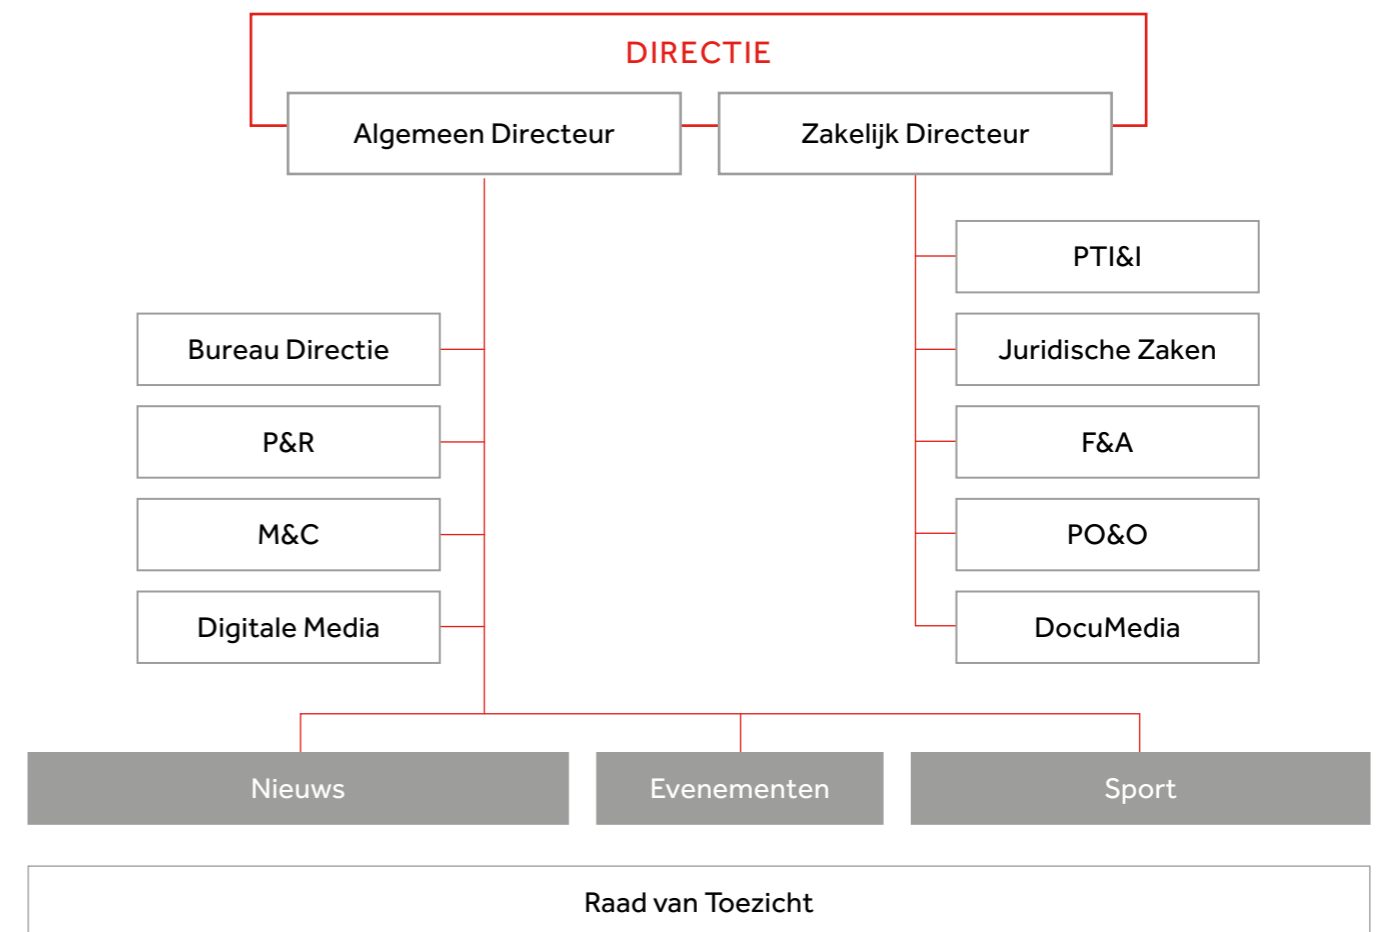 DIRECTIE
Algemeen Directeur
Zakelijk Directeur
PTI&I
Bureau Directie
Juridische Zaken
P&R
F&A
M&C
PO&O
Digitale Media
DocuMedia
Nieuws
Evenementen
Sport
Raad van Toezicht